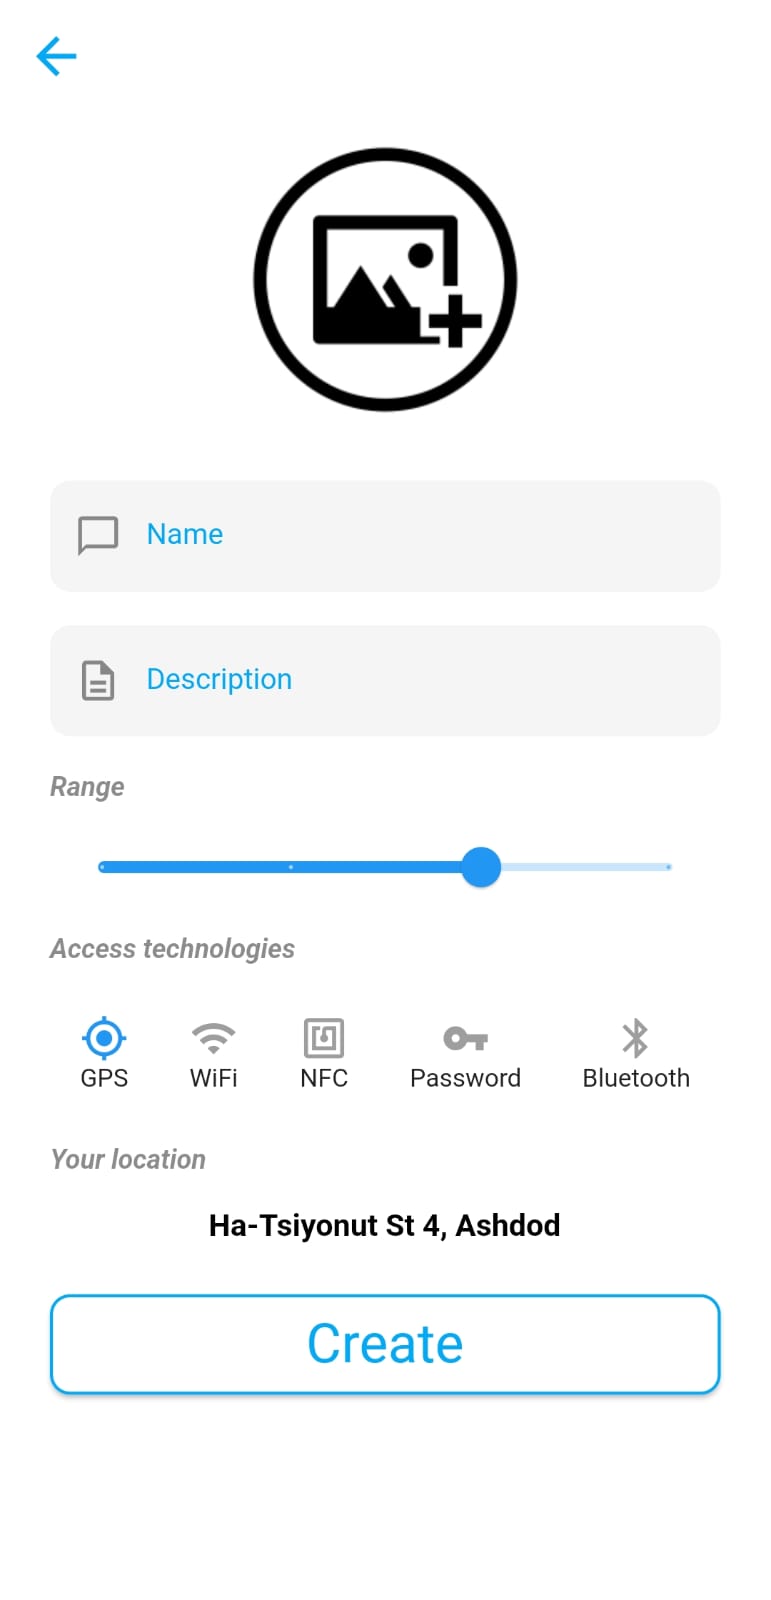 Name
Description
Range
Access technologies
GPS WiFi NFC Password Bluetooth
Your location
Ha-Tsiyonut St 4, Ashdod
Create